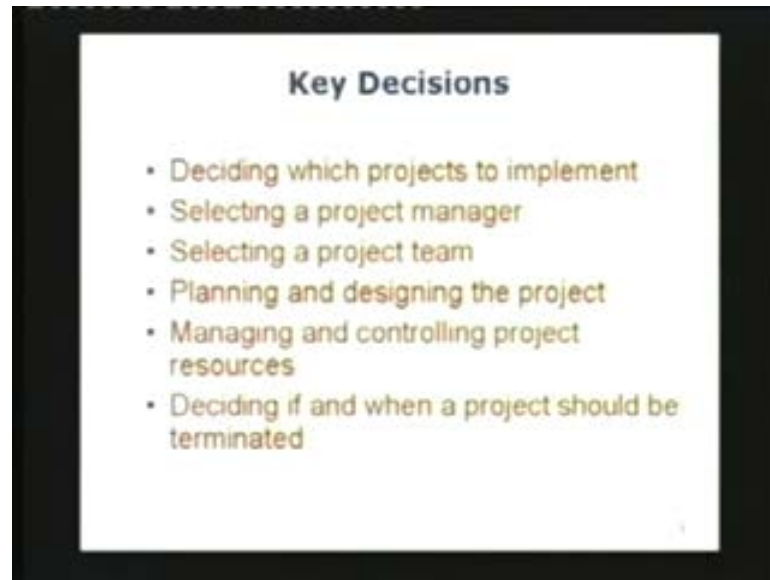 Key Decisions
• Deciding which projects to implement
• Selecting a project manager
• Selecting a project team
• Planning and designing the project
• Managing and controlling project
resources
• Deciding if and when a project should be
terminated